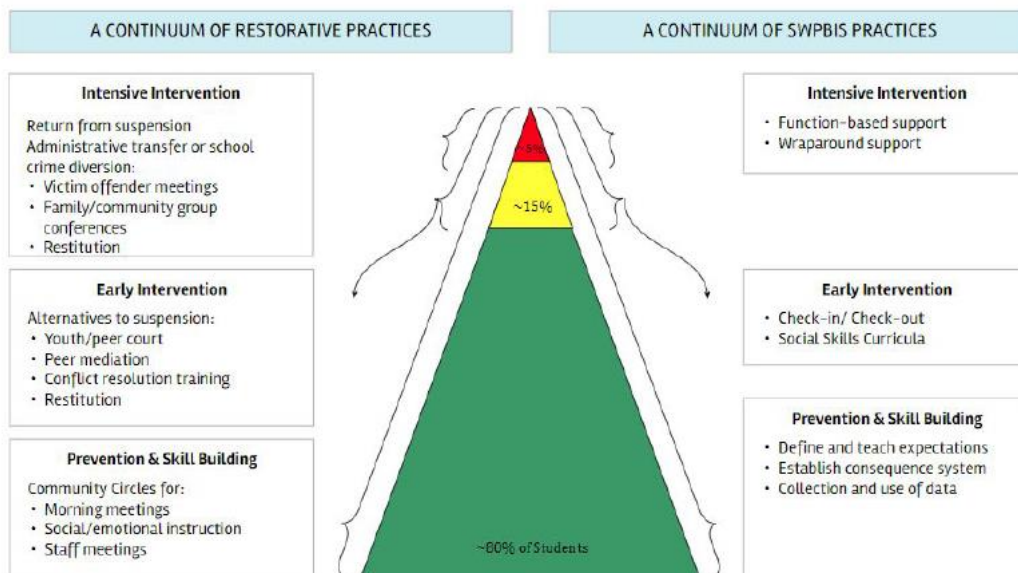 A CONTINUUM OF RESTORATIVE PRACTICES
A CONTINUUM OF SWPBIS PRACTICES
Intensive Intervention
Return from suspension
Administrative transfer or school
crime diversion:
• Victim offender meetings
• Family/community group
conferences
• Restitution
Early Intervention
Alternatives to suspension:
• Youth/peer court
• Peer mediation
• Conflict resolution training
• Restitution
Prevention & Skill Building
Community Circles for:
• Morning meetings
• Social/emotional instruction
• Staff meetings
~5%
~15%
~80% of Students
Intensive Intervention
• Function-based support
• Wraparound support
Early Intervention
• Check-in/ Check-out
• Social Skills Curricula
Prevention & Skill Building
• Define and teach expectations
• Establish consequence system
• Collection and use of data